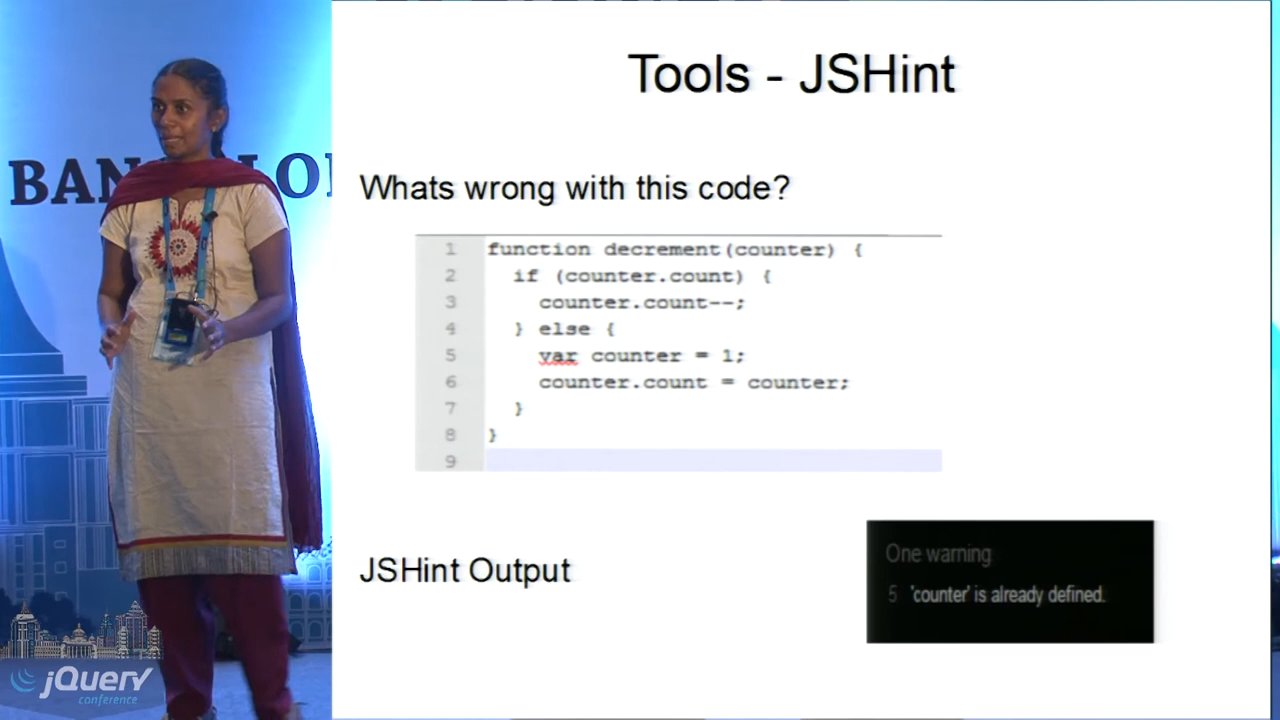 Tools - JSHint
BAN LO
Whats wrong with this code?
1 function decrement(counter) {
2 if (counter.count) {
3 counter.count--;
4 } else {
5 var counter = 1;
6 counter.count = counter;
7 }
8 }
9
JSHint Output
One warning
5 'counter' is already defined.
jQuery
conference